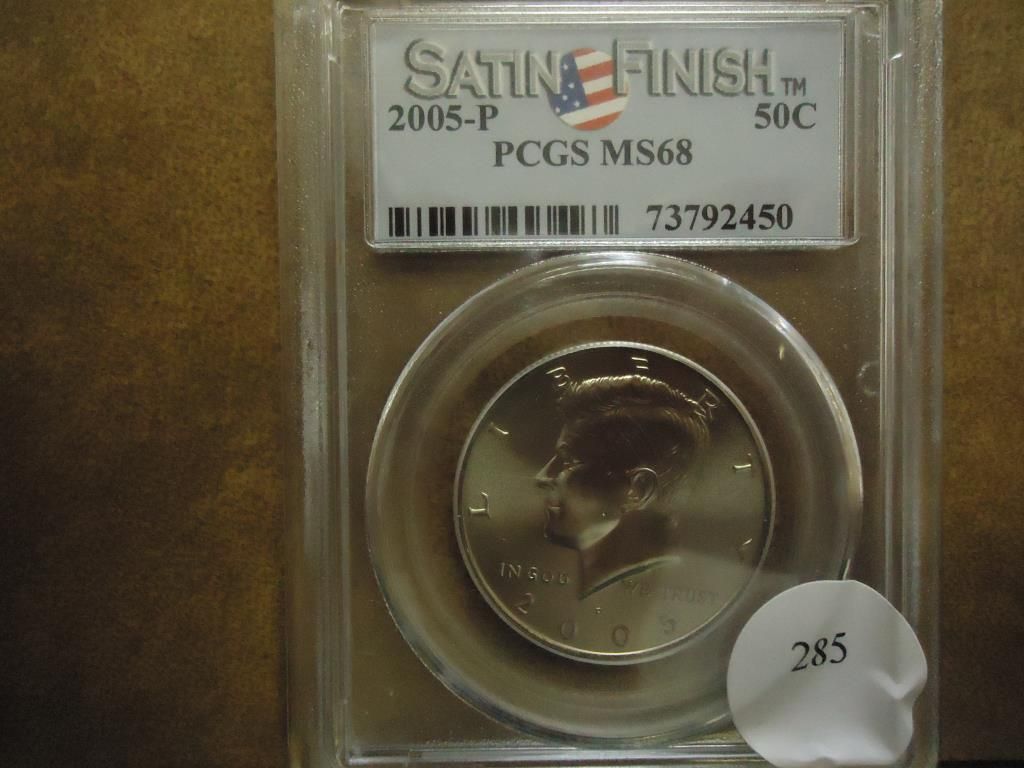 SATIN FINISH™
2005-P 50C
PCGS MS68
73792450
LIBERTY
IN GOD WE TRUST
P
2005
285